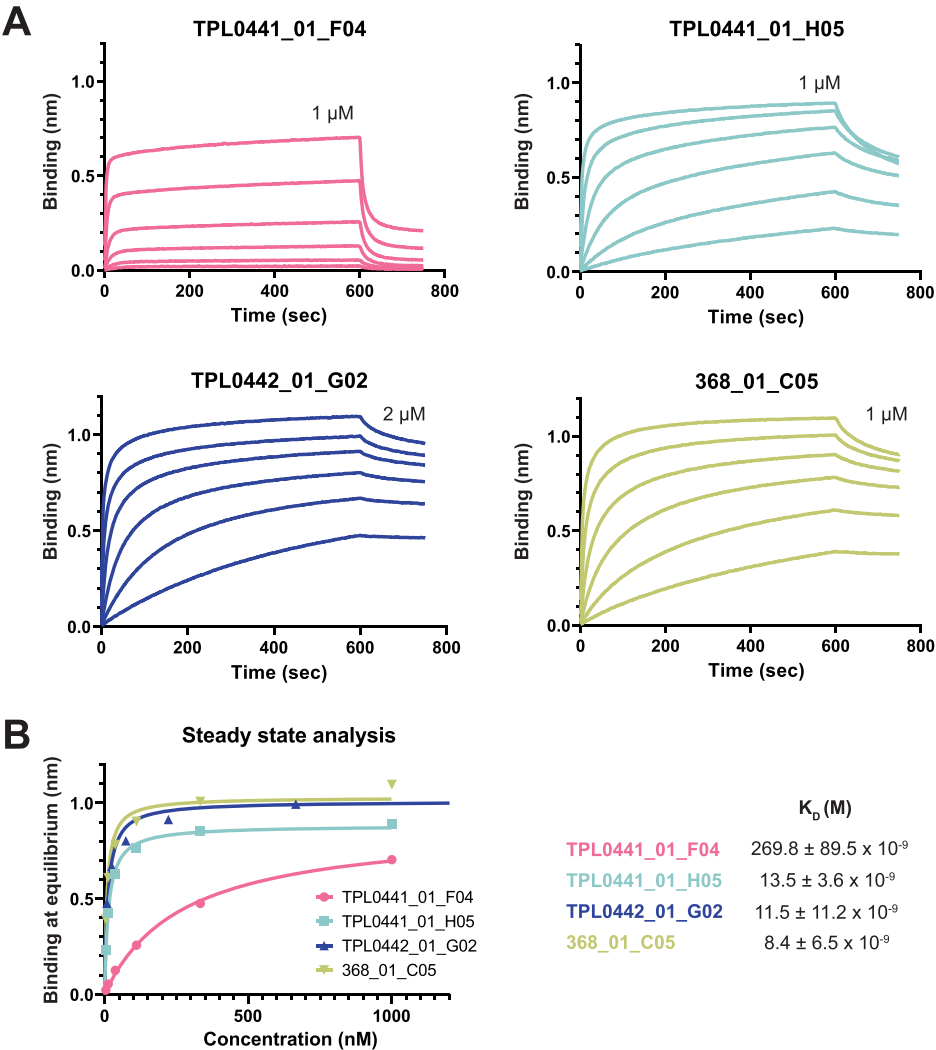 A
TPL0441_01_F04
1 µM
Binding (nm)
1.0
0.5
0.0
0 200 400 600 800
Time (sec)
TPL0441_01_H05
1 µM
Binding (nm)
1.0
0.5
0.0
0 200 400 600 800
Time (sec)
TPL0442_01_G02
2 µM
Binding (nm)
1.0
0.5
0.0
0 200 400 600 800
Time (sec)
368_01_C05
1 µM
Binding (nm)
1.0
0.5
0.0
0 200 400 600 800
Time (sec)
B
Steady state analysis
Binding at equilibrium (nm)
1.0
0.5
0.0
TPL0441_01_F04
TPL0441_01_H05
TPL0442_01_G02
368_01_C05
0 500 1000
Concentration (nM)
K_D (M)
TPL0441_01_F04 269.8 ± 89.5 x 10⁻⁹
TPL0441_01_H05 13.5 ± 3.6 x 10⁻⁹
TPL0442_01_G02 11.5 ± 11.2 x 10⁻⁹
368_01_C05 8.4 ± 6.5 x 10⁻⁹